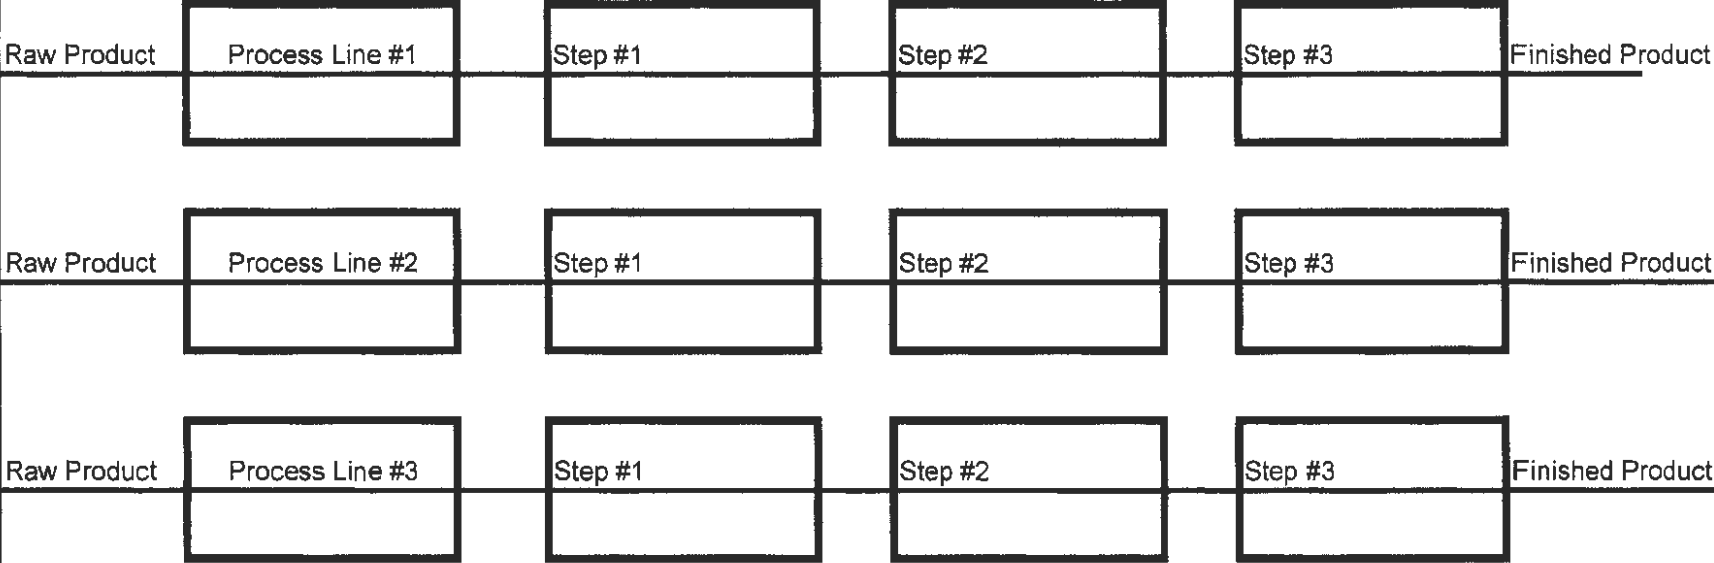 Raw Product Process Line #1 Step #1 Step #2 Step #3 Finished Product
Raw Product Process Line #2 Step #1 Step #2 Step #3 Finished Product
Raw Product Process Line #3 Step #1 Step #2 Step #3 Finished Product